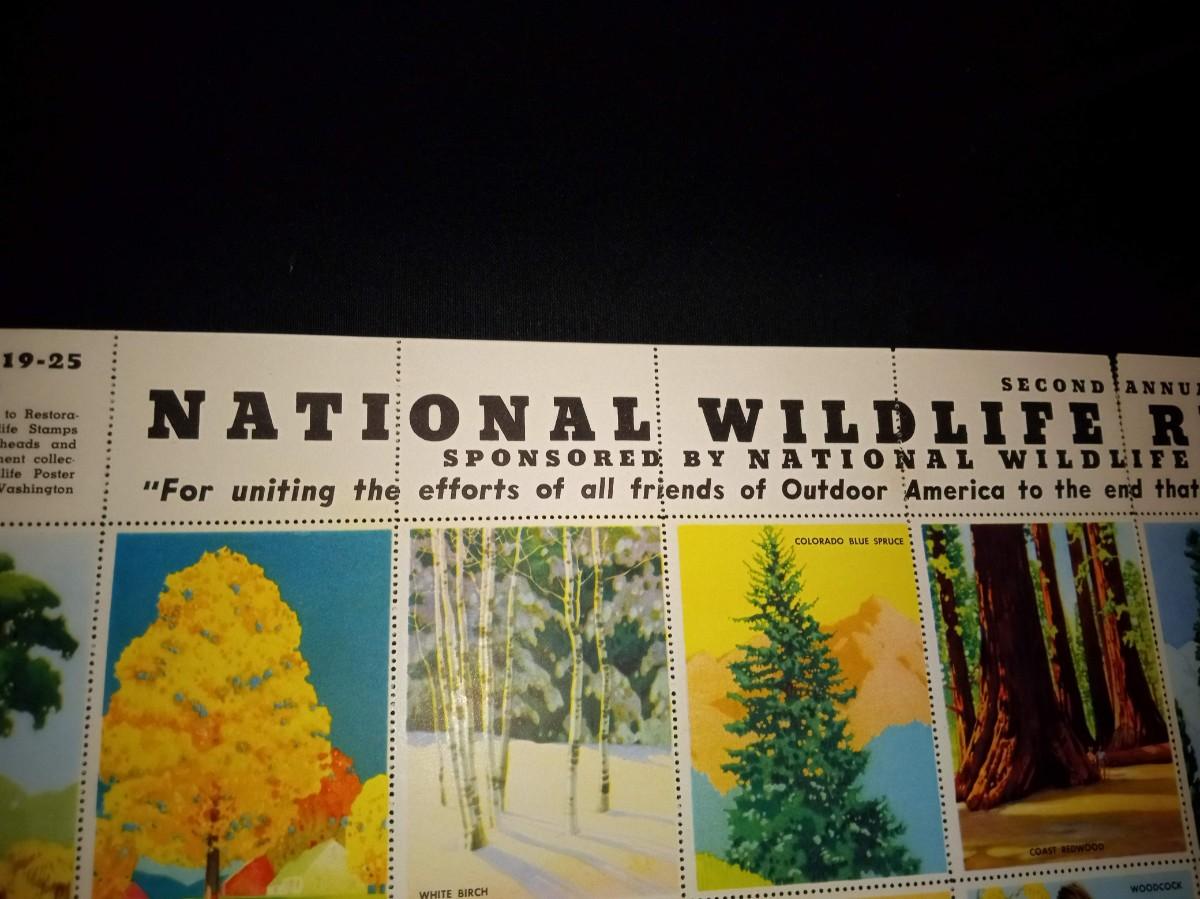 19-25
to Restora-
life Stamps
heads and
ment collec-
life Poster
Washington
SECOND ANNU
NATIONAL WILDLIFE R
SPONSORED BY NATIONAL WILDLIFE
"For uniting the efforts of all friends of Outdoor America to the end that
COLORADO BLUE SPRUCE
COAST REDWOOD
WHITE BIRCH
WOODCOCK